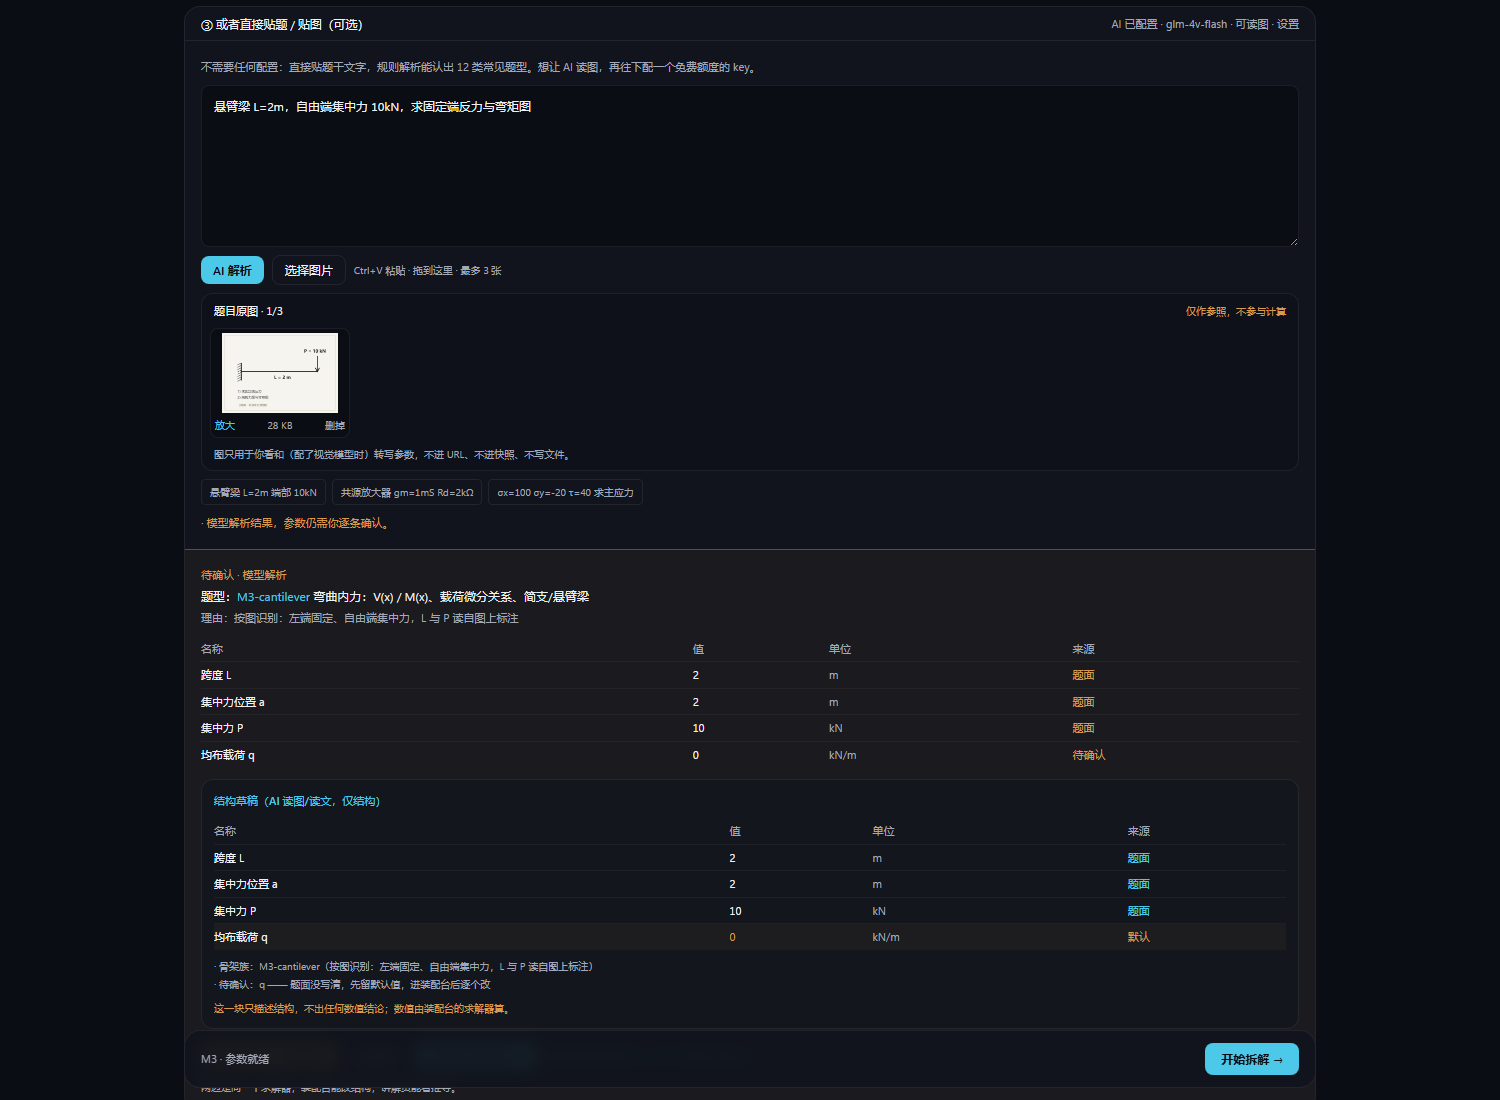 ③ 或者直接贴题 / 贴图（可选）
AI 已配置 · glm-4v-flash · 可读图 · 设置
不需要任何配置：直接贴题干文字，规则解析能认出 12 类常见题型。想让 AI 读图，再往下配一个免费额度的 key。
悬臂梁 L=2m，自由端集中力 10kN，求固定端反力与弯矩图
AI 解析 选择图片 Ctrl+V 粘贴 · 拖到这里 · 最多 3 张
题目原图 · 1/3
仅作参照，不参与计算
P = 10 kN
L = 2 m
放大 28 KB 删掉
图只用于你看和（配了视觉模型时）转写参数，不进 URL、不进快照、不写文件。
悬臂梁 L=2m 端部 10kN 共源放大器 gm=1mS Rd=2kΩ σx=100 σy=-20 τ=40 求主应力
· 模型解析结果，参数仍需你逐条确认。
待确认 · 模型解析
题型：M3-cantilever 弯曲内力：V(x) / M(x)、载荷微分关系、简支/悬臂梁
理由：按图识别：左端固定、自由端集中力，L 与 P 读自图上标注
名称 值 单位 来源
跨度 L 2 m 题面
集中力位置 a 2 m 题面
集中力 P 10 kN 题面
均布载荷 q 0 kN/m 待确认
结构草稿（AI 读图/读文，仅结构）
名称 值 单位 来源
跨度 L 2 m 题面
集中力位置 a 2 m 题面
集中力 P 10 kN 题面
均布载荷 q 0 kN/m 默认
· 骨架族：M3-cantilever（按图识别：左端固定、自由端集中力，L 与 P 读自图上标注）
· 待确认：q —— 题面没写清，先留默认值，进装配台后逐个改
这一块只描述结构，不出任何数值结论；数值由装配台的求解器算。
M3 · 参数就绪
开始拆解 →